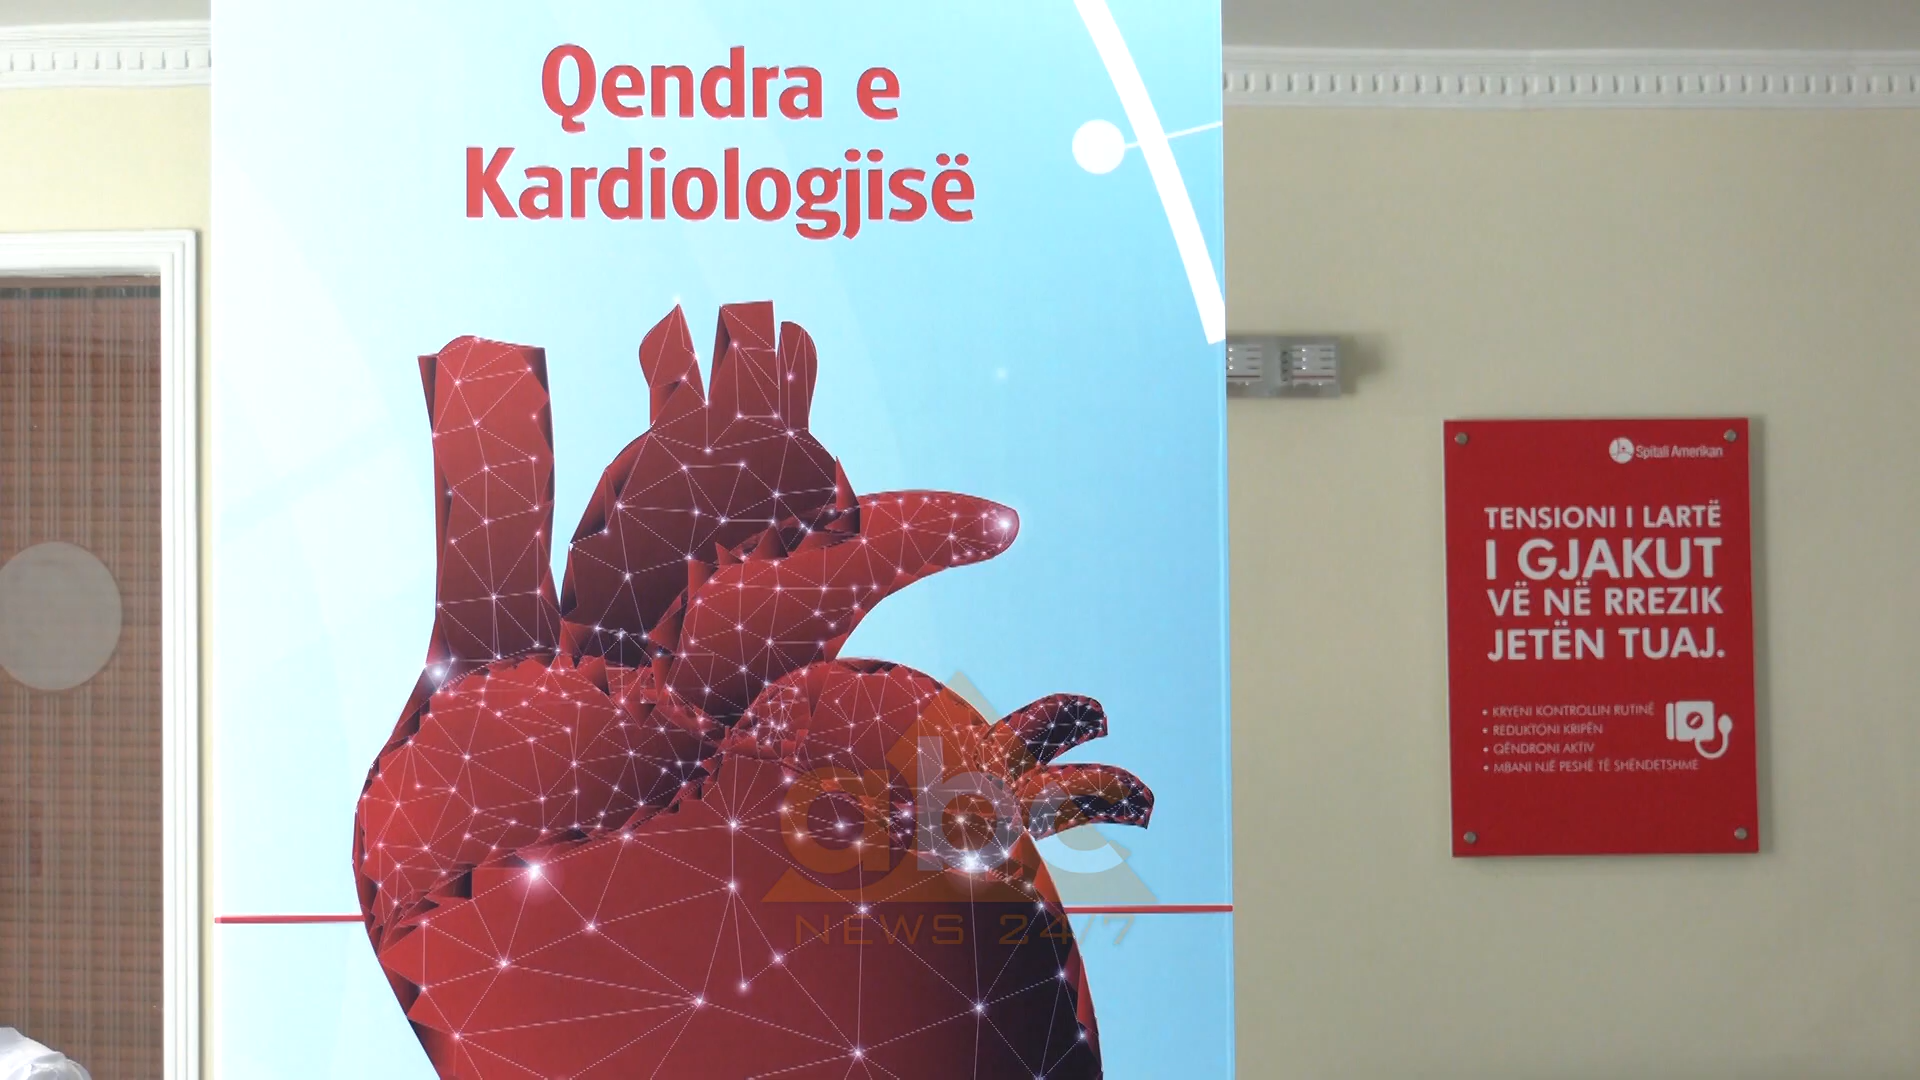 Qendra e
Kardiologjisë
Spitali Amerikan
TENSIONI I LARTË
I GJAKUT
VË NË RREZIK
JETËN TUAJ.
• KRYENI KONTROLLIN RUTINË
• REDUKTONI KRIPËN
• QËNDRONI AKTIV
• MBANI NJË PESHË TË SHËNDETSHME
abc
NEWS 24/7